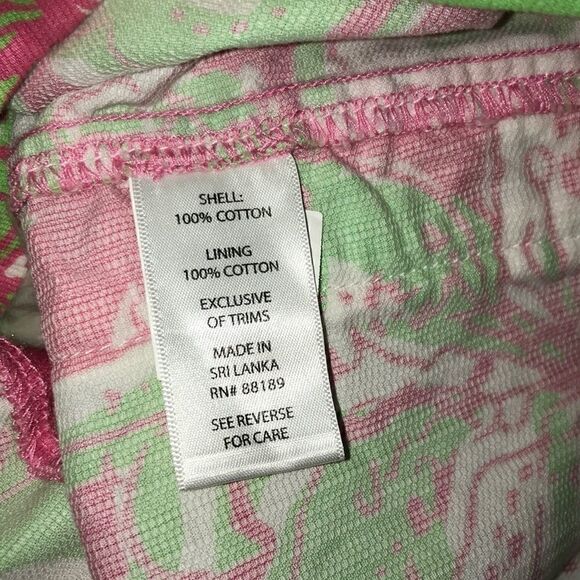 SHELL:
100% COTTON
LINING
100% COTTON
EXCLUSIVE
OF TRIMS
MADE IN
SRI LANKA
RN# 88189
SEE REVERSE
FOR CARE